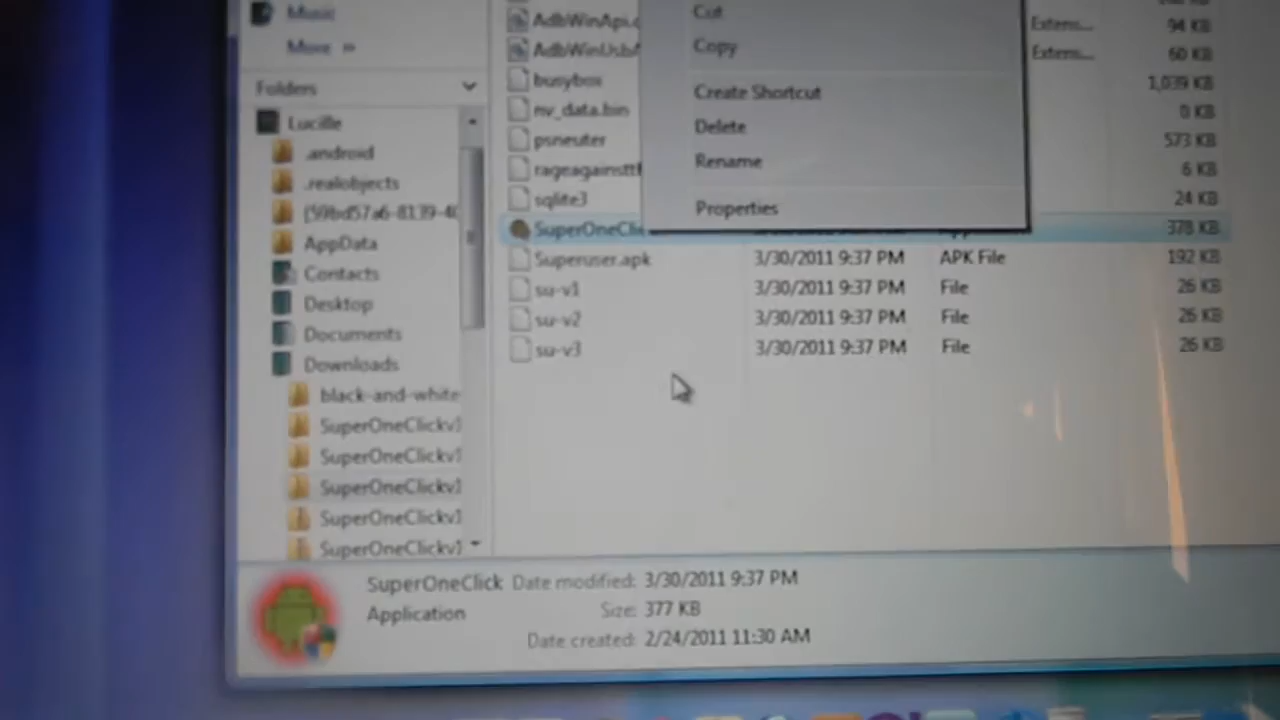 Music
More »
Folders
Lucille
.android
.realobjects
{59bd57a6-8139-4
AppData
Contacts
Desktop
Documents
Downloads
black-and-white
SuperOneClickv1
SuperOneClickv1
SuperOneClickv1
SuperOneClickv1
SuperOneClickv1
AdbWinApi. Extens... 94 KB
AdbWinUsb Extens... 60 KB
busybox 1,039 KB
nv_data.bin 0 KB
psneuter 573 KB
rageagainstt 6 KB
sqlite3 24 KB
SuperOneClic 378 KB
Superuser.apk 3/30/2011 9:37 PM APK File 192 KB
su-v1 3/30/2011 9:37 PM File 26 KB
su-v2 3/30/2011 9:37 PM File 26 KB
su-v3 3/30/2011 9:37 PM File 26 KB
Cut
Copy
Create Shortcut
Delete
Rename
Properties
SuperOneClick Date modified: 3/30/2011 9:37 PM
Application Size: 377 KB
Date created: 2/24/2011 11:30 AM